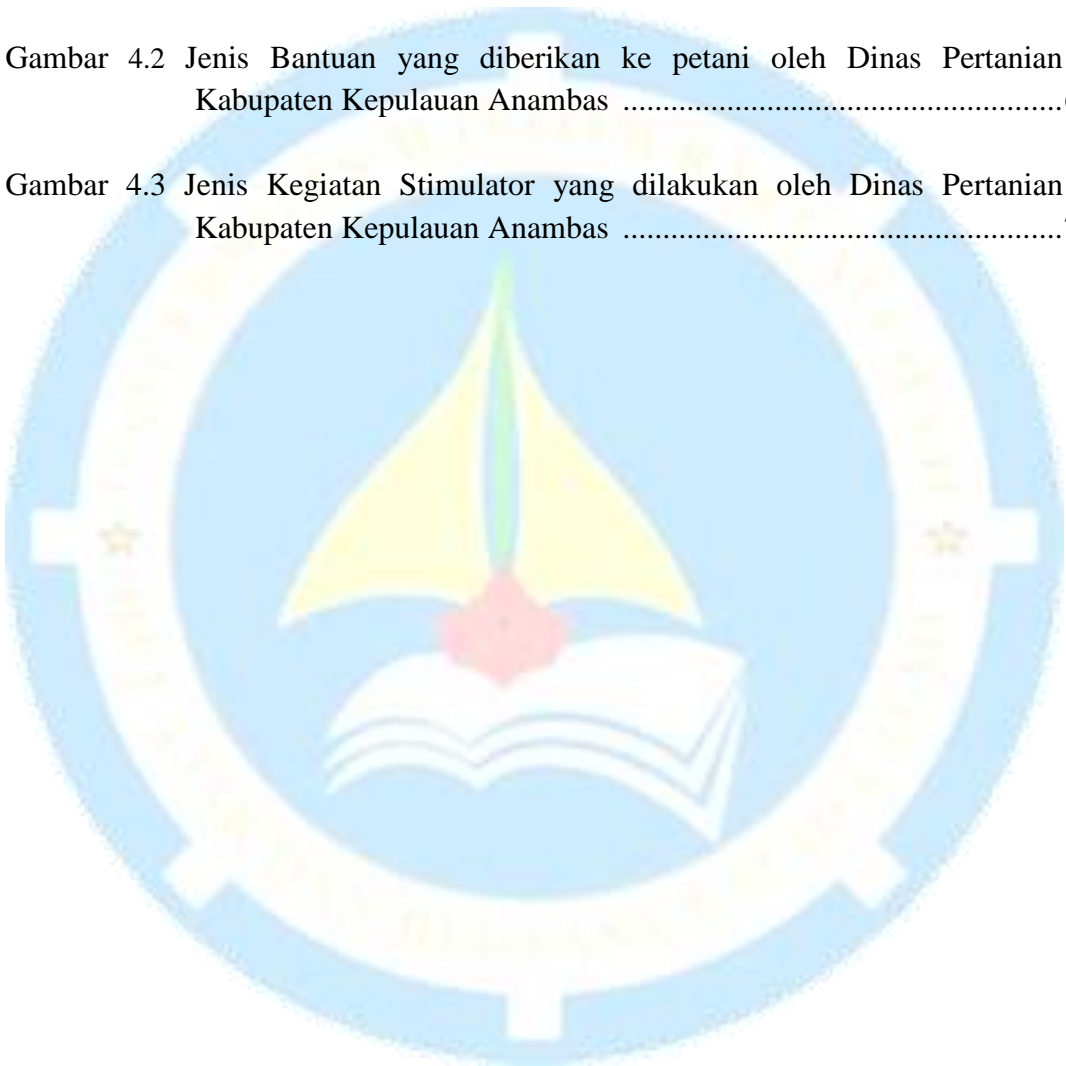 Gambar 4.2 Jenis Bantuan yang diberikan ke petani oleh Dinas Pertanian
Kabupaten Kepulauan Anambas ......................................................
Gambar 4.3 Jenis Kegiatan Stimulator yang dilakukan oleh Dinas Pertanian
Kabupaten Kepulauan Anambas ......................................................